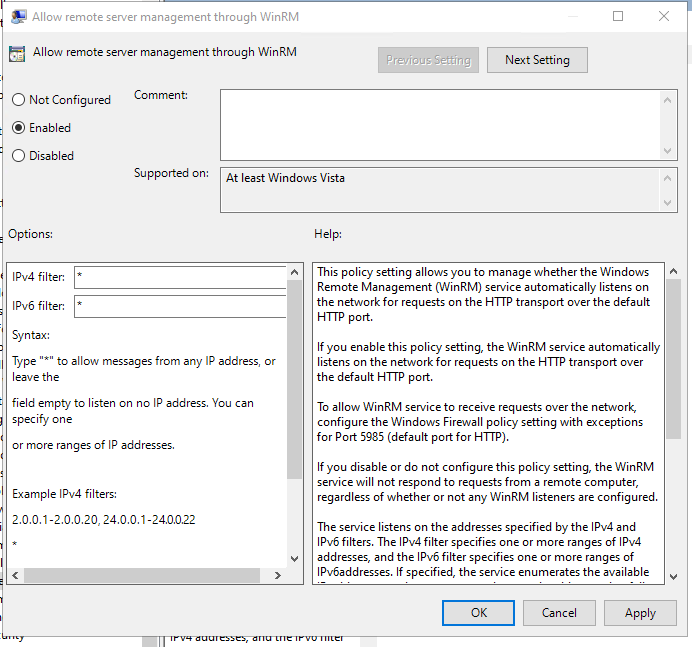 Allow remote server management through WinRM
Allow remote server management through WinRM
Previous Setting
Next Setting
Not Configured
Enabled
Disabled
Comment:
Supported on:
At least Windows Vista
Options:
Help:
IPv4 filter:
*
IPv6 filter:
*
Syntax:
Type "*" to allow messages from any IP address, or
leave the
field empty to listen on no IP address. You can
specify one
or more ranges of IP addresses.
Example IPv4 filters:
2.0.0.1-2.0.0.20, 24.0.0.1-24.0.0.22
*
This policy setting allows you to manage whether the Windows
Remote Management (WinRM) service automatically listens on
the network for requests on the HTTP transport over the default
HTTP port.
If you enable this policy setting, the WinRM service automatically
listens on the network for requests on the HTTP transport over
the default HTTP port.
To allow WinRM service to receive requests over the network,
configure the Windows Firewall policy setting with exceptions
for Port 5985 (default port for HTTP).
If you disable or do not configure this policy setting, the WinRM
service will not respond to requests from a remote computer,
regardless of whether or not any WinRM listeners are configured.
The service listens on the addresses specified by the IPv4 and
IPv6 filters. The IPv4 filter specifies one or more ranges of IPv4
addresses, and the IPv6 filter specifies one or more ranges of
IPv6addresses. If specified, the service enumerates the available
OK
Cancel
Apply
IPv4 addresses, and the IPv6 filter